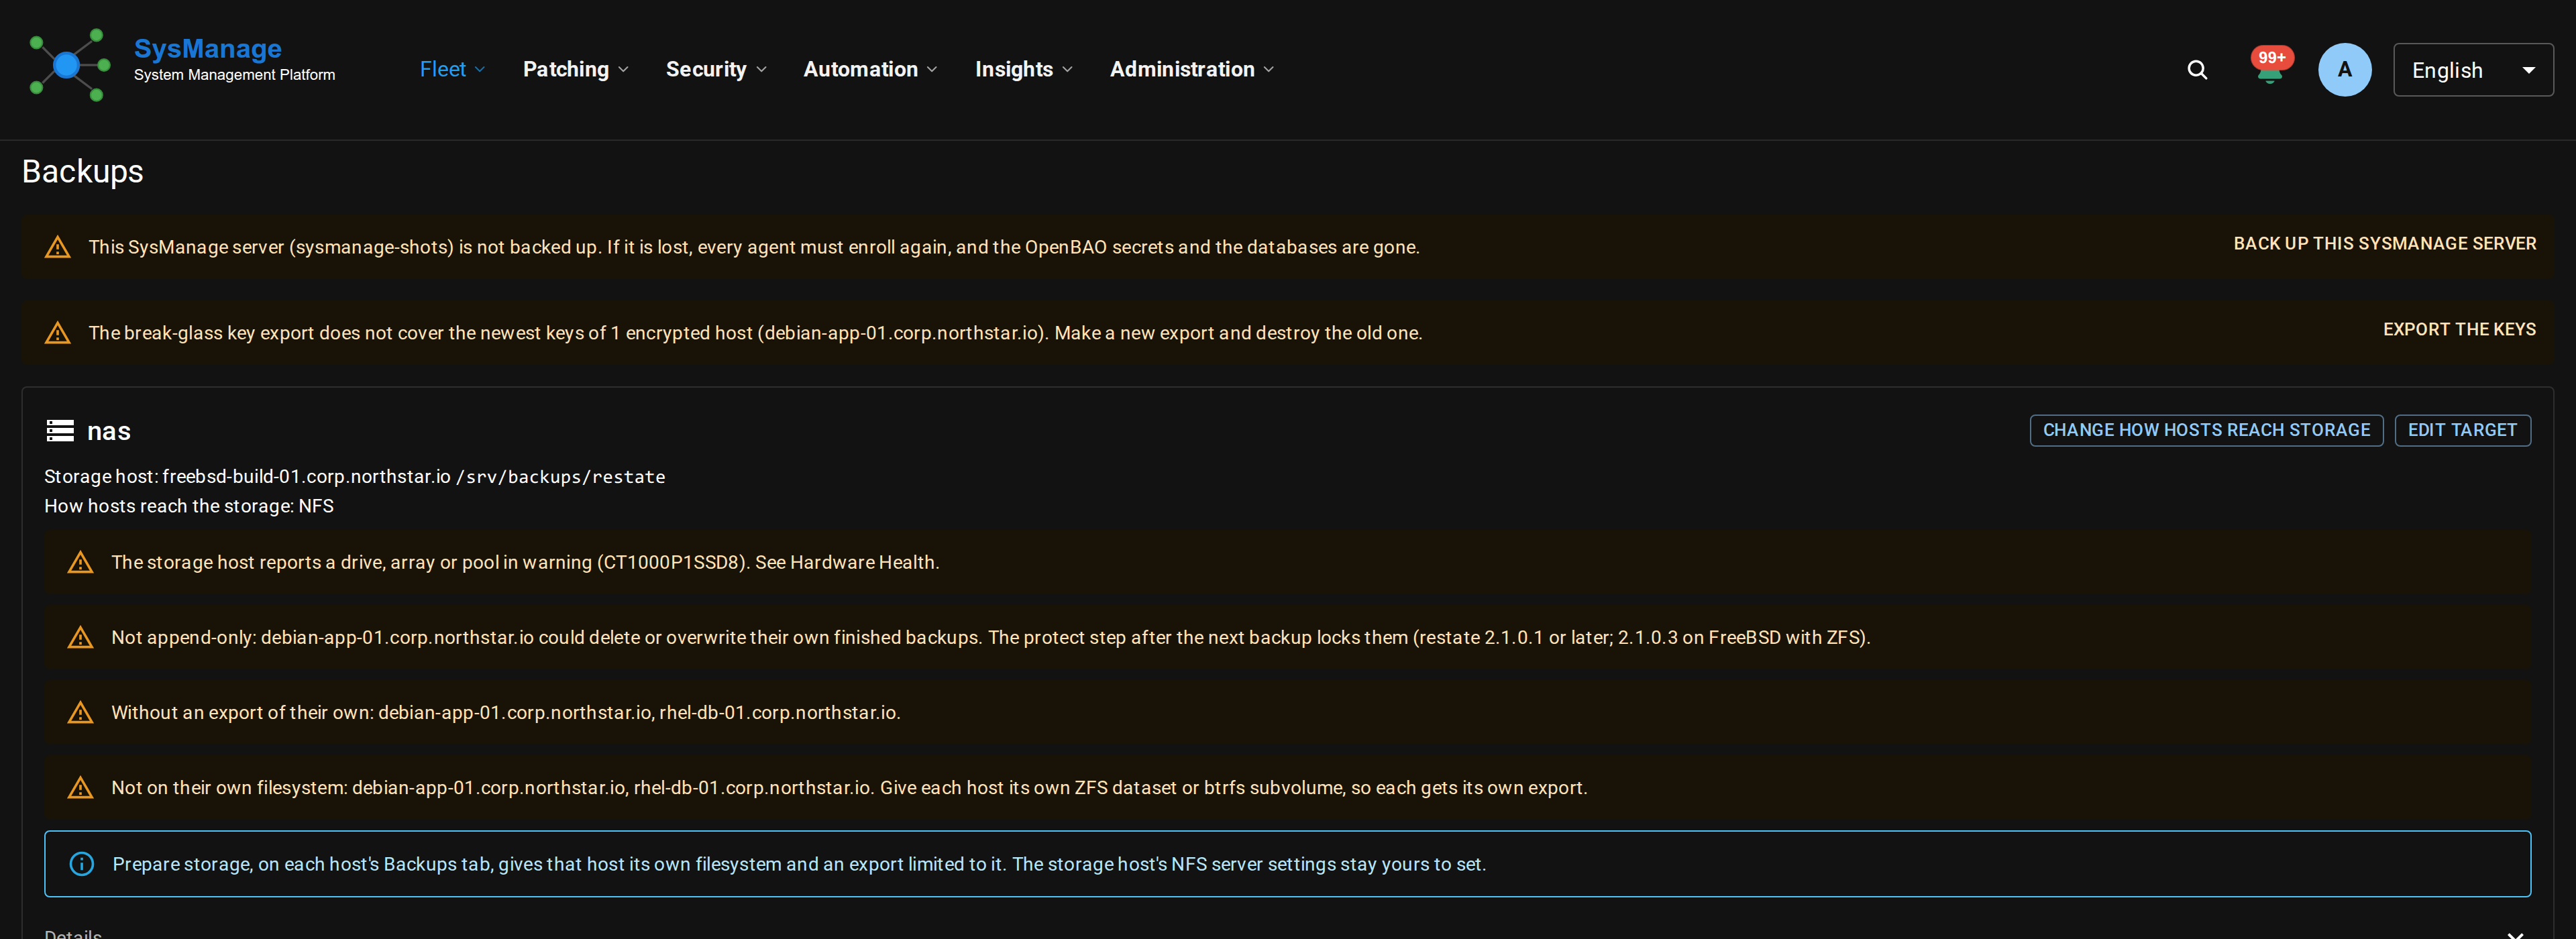 SysManage
System Management Platform
Fleet
Patching
Security
Automation
Insights
Administration
99+
A
English
Backups
This SysManage server (sysmanage-shots) is not backed up. If it is lost, every agent must enroll again, and the OpenBAO secrets and the databases are gone.
BACK UP THIS SYSMANAGE SERVER
The break-glass key export does not cover the newest keys of 1 encrypted host (debian-app-01.corp.northstar.io). Make a new export and destroy the old one.
EXPORT THE KEYS
nas
CHANGE HOW HOSTS REACH STORAGE
EDIT TARGET
Storage host: freebsd-build-01.corp.northstar.io /srv/backups/restate
How hosts reach the storage: NFS
The storage host reports a drive, array or pool in warning (CT1000P1SSD8). See Hardware Health.
Not append-only: debian-app-01.corp.northstar.io could delete or overwrite their own finished backups. The protect step after the next backup locks them (restate 2.1.0.1 or later; 2.1.0.3 on FreeBSD with ZFS).
Without an export of their own: debian-app-01.corp.northstar.io, rhel-db-01.corp.northstar.io.
Not on their own filesystem: debian-app-01.corp.northstar.io, rhel-db-01.corp.northstar.io. Give each host its own ZFS dataset or btrfs subvolume, so each gets its own export.
Prepare storage, on each host's Backups tab, gives that host its own filesystem and an export limited to it. The storage host's NFS server settings stay yours to set.
Details